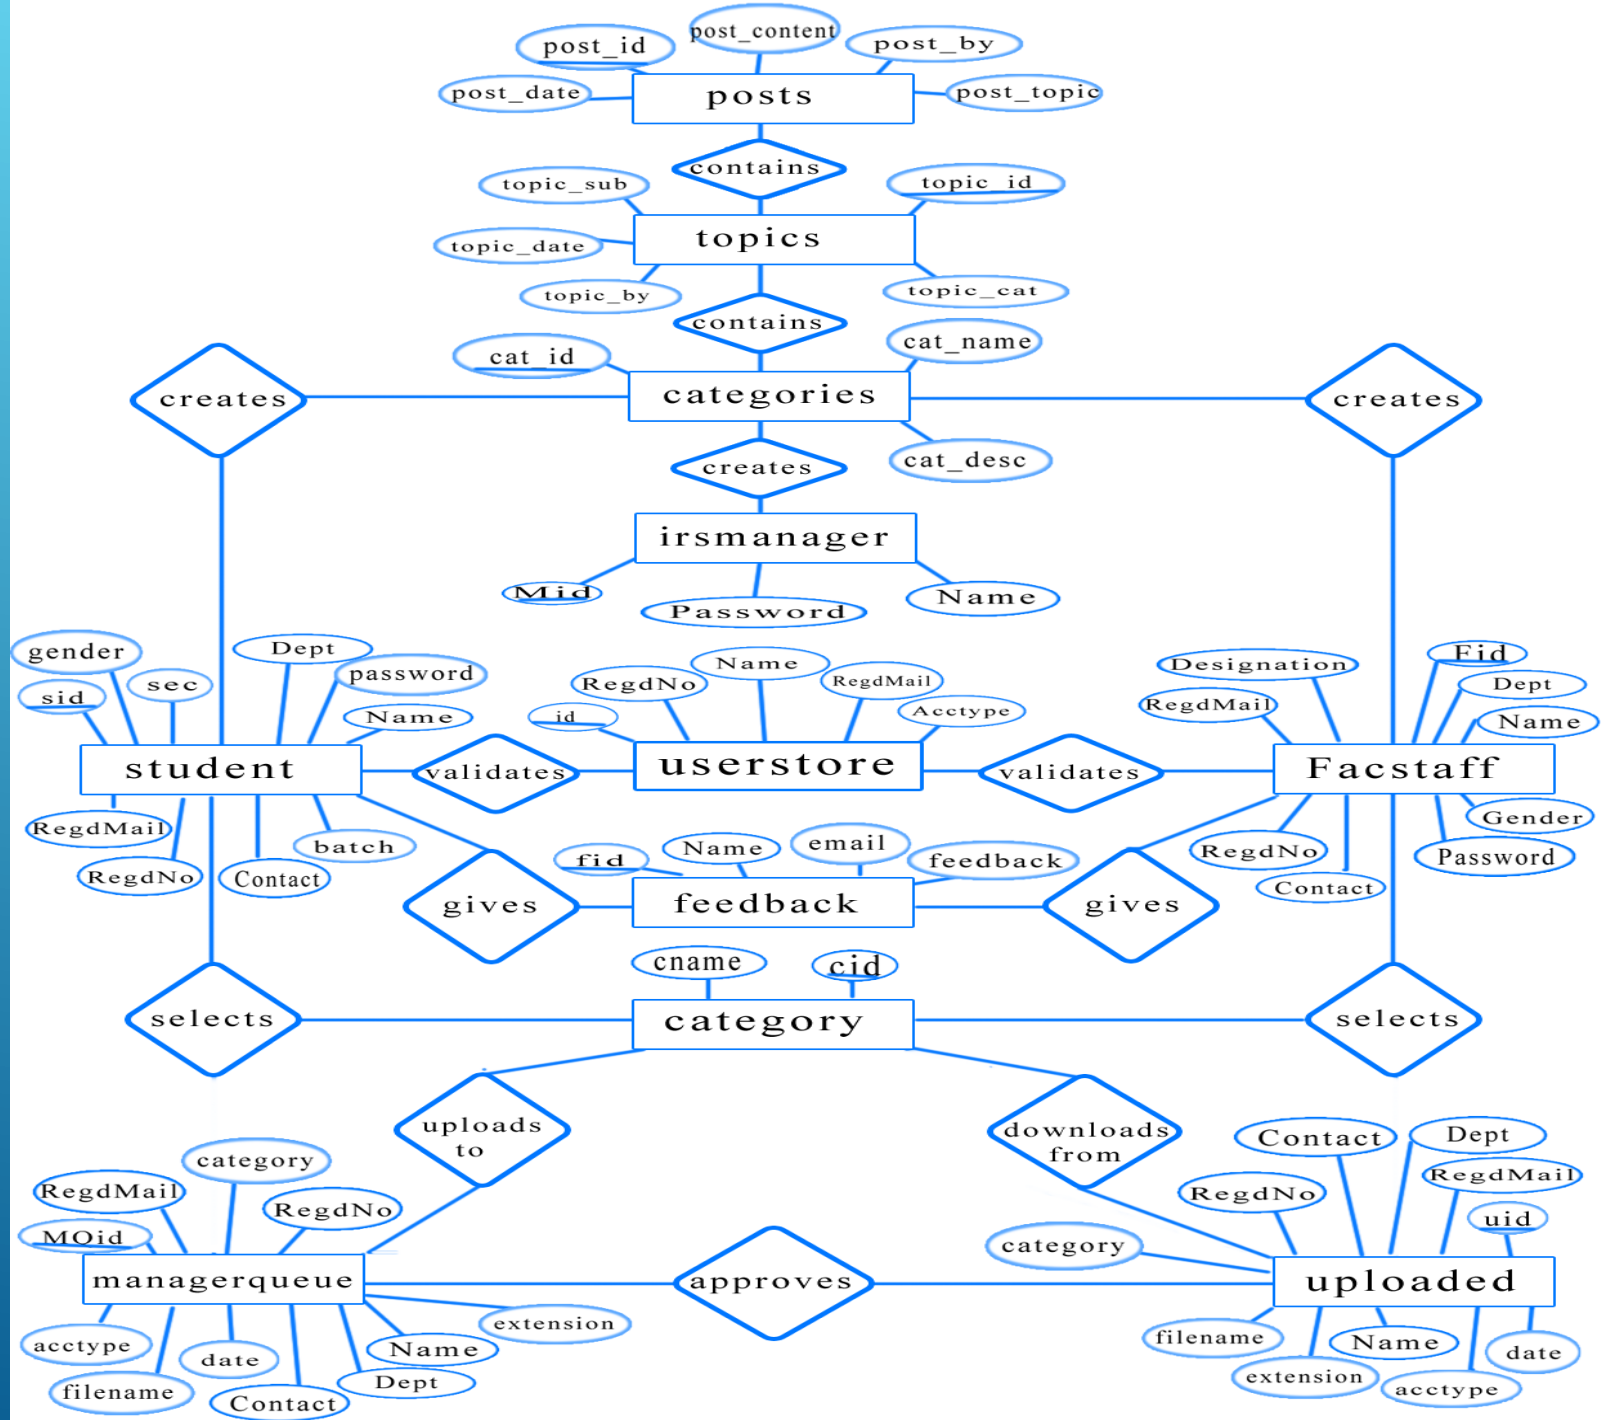 post_content
post_id
post_by
post_date
posts
post_topic
contains
topic_sub
topic_id
topics
topic_date
topic_by
topic_cat
contains
cat_id
cat_name
creates
categories
creates
cat_desc
creates
irsmanager
Mid
Password
Name
gender
Dept
sid
sec
password
Name
student
RegdMail
RegdNo
Contact
batch
validates
RegdNo
Name
RegdMail
id
Acctype
userstore
validates
Designation
Fid
RegdMail
Dept
Name
Facstaff
RegdNo
Contact
Gender
Password
gives
fid
Name
email
feedback
feedback
gives
selects
cname
cid
category
selects
uploads
to
downloads
from
category
RegdMail
RegdNo
MQid
managerqueue
acctype
filename
date
Contact
Dept
Name
extension
approves
Contact
Dept
RegdNo
RegdMail
uid
category
uploaded
filename
extension
Name
acctype
date